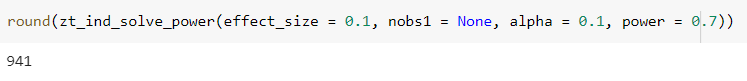 round(zt_ind_solve_power(effect_size = 0.1, nobs1 = None, alpha = 0.1, power = 0.7))
941